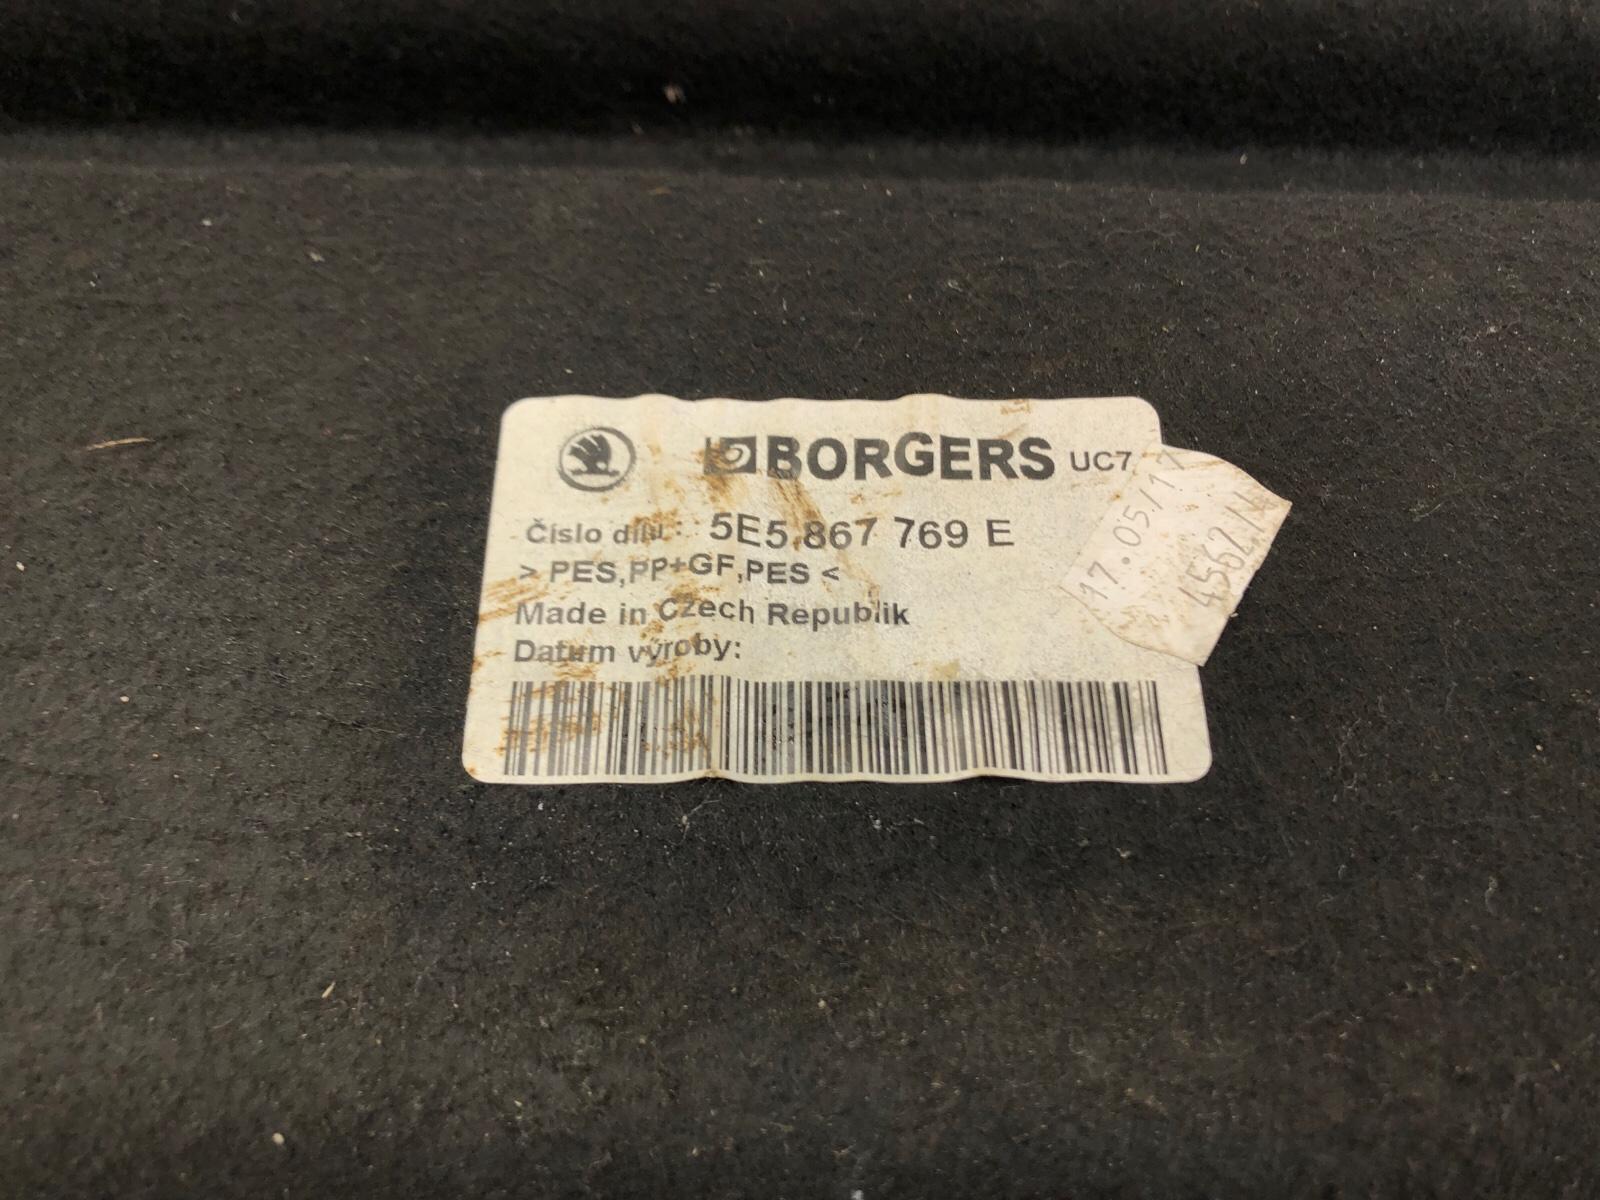 BORGERS UC7
Číslo dílu: 5E5 867 769 E
> PES,PP+GF,PES <
Made in Czech Republik
Datum výroby:
17.05/17
4562